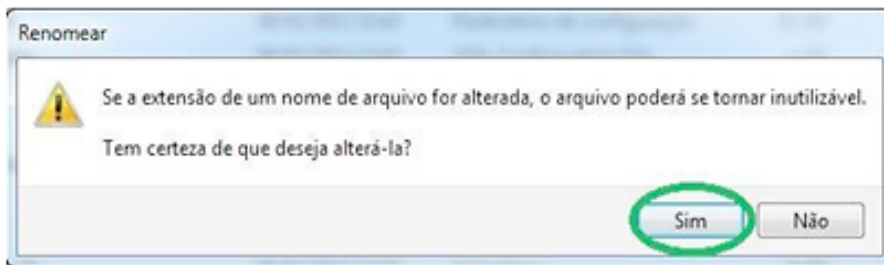 Renomear
Se a extensão de um nome de arquivo for alterada, o arquivo poderá se tornar inutilizável.
Tem certeza de que deseja alterá-la?
Sim Não